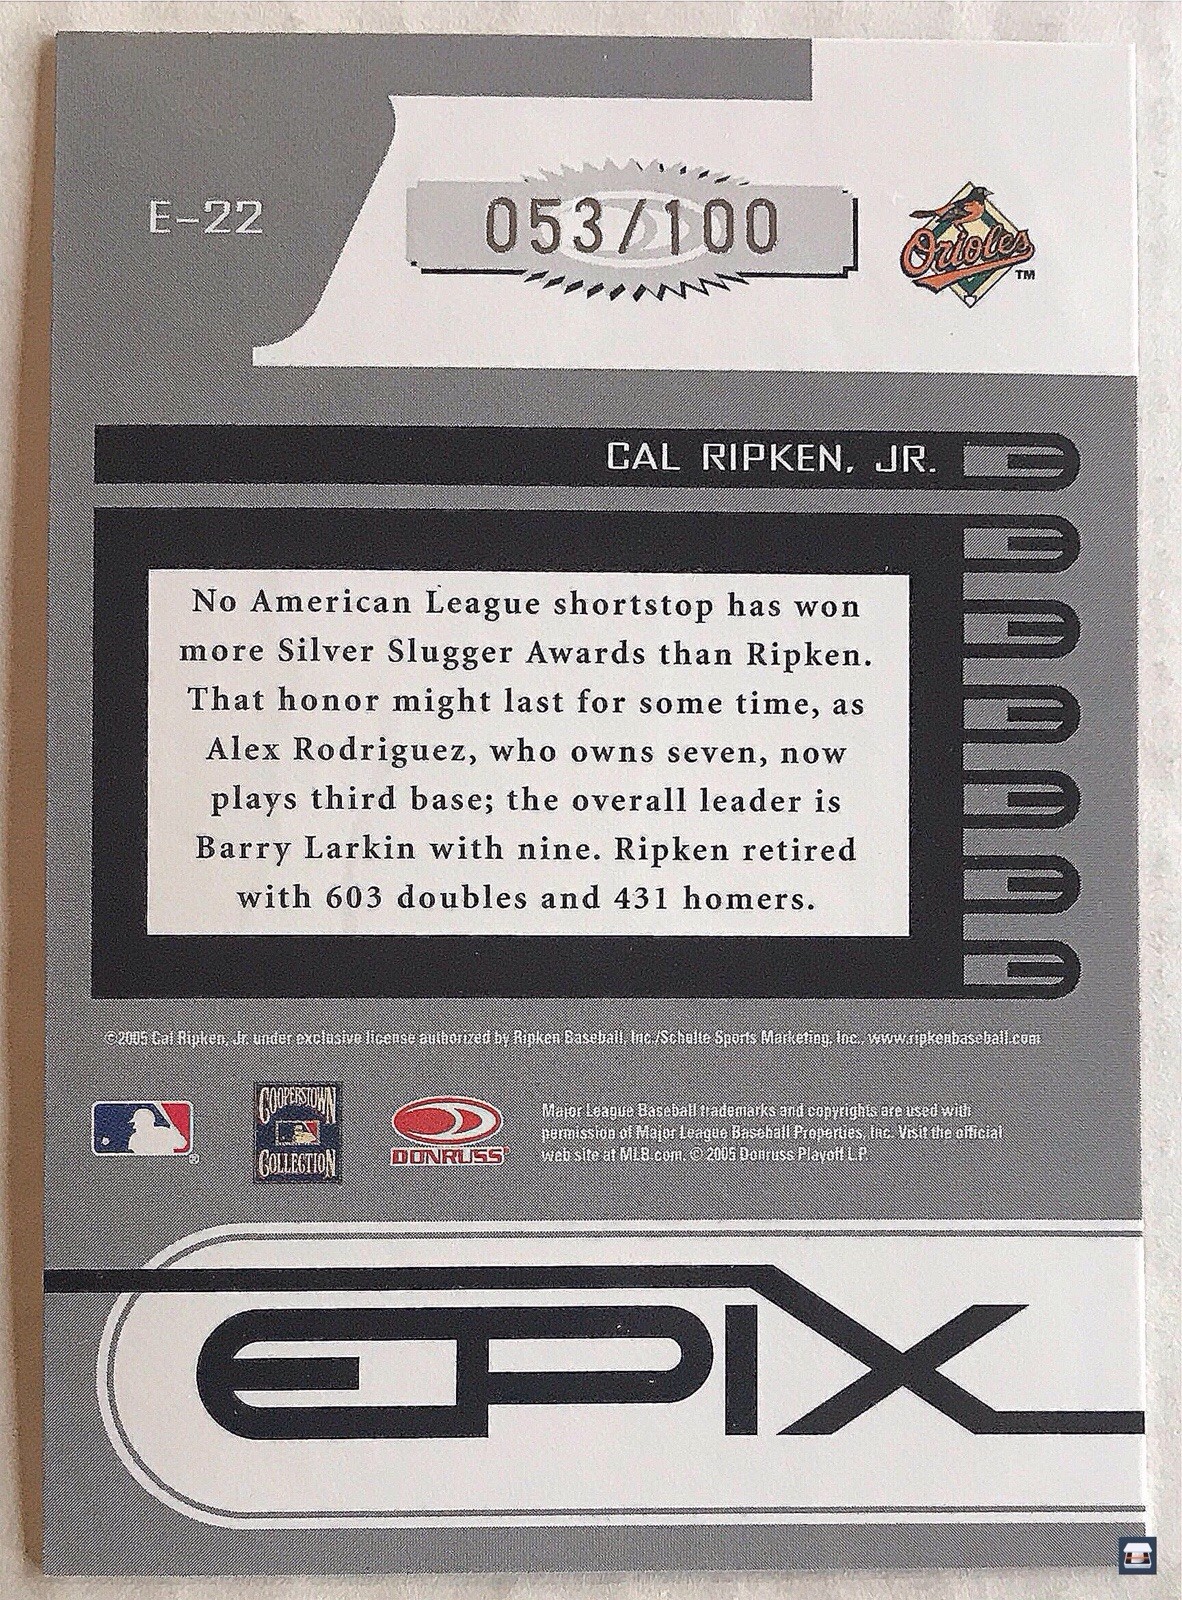 E-22
053/100
Orioles
TM
CAL RIPKEN, JR.
No American League shortstop has won
more Silver Slugger Awards than Ripken.
That honor might last for some time, as
Alex Rodriguez, who owns seven, now
plays third base; the overall leader is
Barry Larkin with nine. Ripken retired
with 603 doubles and 431 homers.
©2005 Cal Ripken, Jr. under exclusive license authorized by Ripken Baseball, Inc./Schelte Sports Marketing, Inc., www.ripkenbaseball.com
COOPERSTOWN
COLLECTION
DONRUSS®
Major League Baseball trademarks and copyrights are used with
permission of Major League Baseball Properties, Inc. Visit the official
web site at MLB.com. © 2005 Donruss Playoff L.P.
EPIX